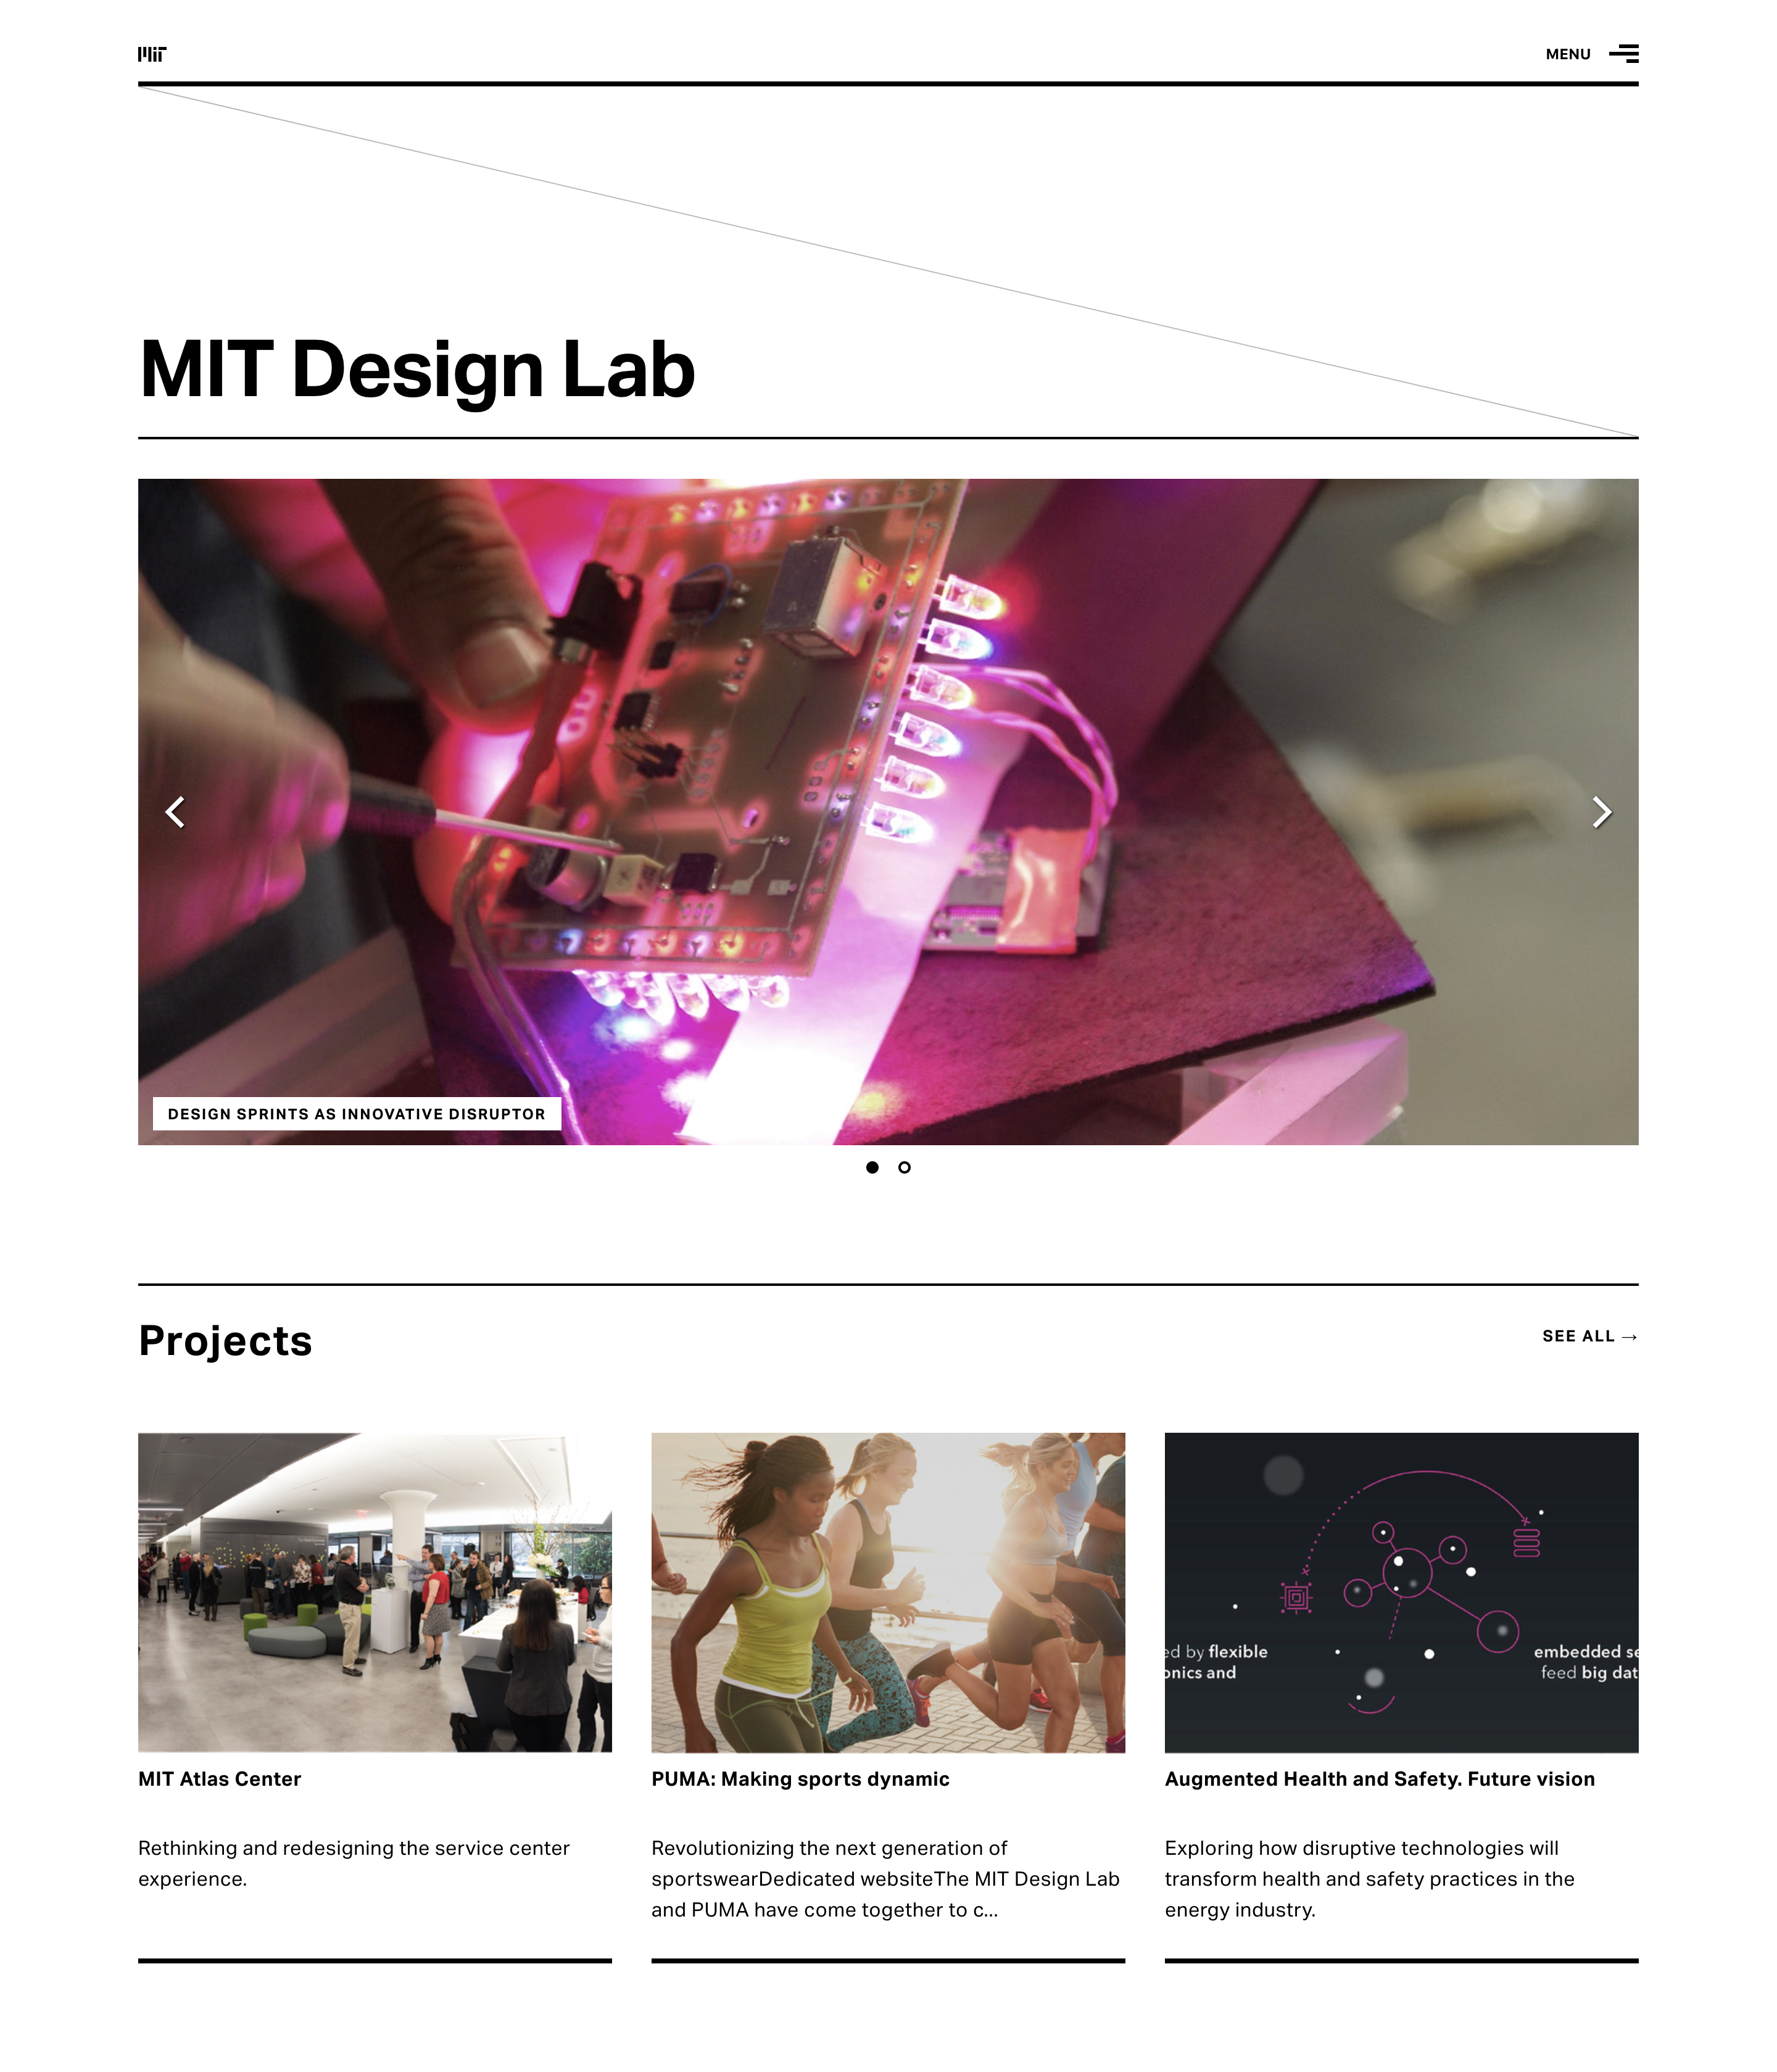 MIT
MENU
MIT Design Lab
DESIGN SPRINTS AS INNOVATIVE DISRUPTOR
Projects
SEE ALL →
ed by flexible
onics and
embedded se
feed big dat
MIT Atlas Center
PUMA: Making sports dynamic
Augmented Health and Safety. Future vision
Rethinking and redesigning the service center
experience.
Revolutionizing the next generation of
sportswearDedicated websiteThe MIT Design Lab
and PUMA have come together to c...
Exploring how disruptive technologies will
transform health and safety practices in the
energy industry.